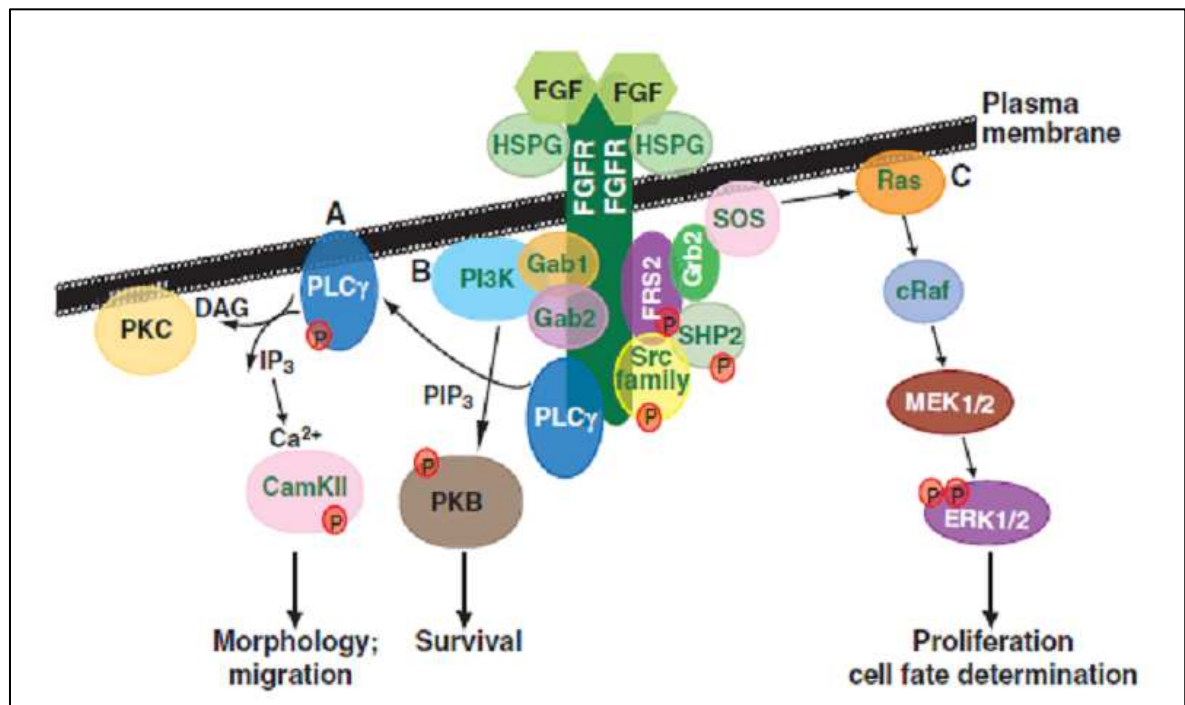 FGF
FGF
Plasma
membrane
HSPG
FGFR
FGFR
HSPG
Ras
C
SOS
A
PLCγ
P
B
PI3K
Gab1
Gab2
FRS2
Grb2
P
SHP2
P
Src
family
P
cRaf
DAG
PKC
IP3
PIP3
PLCγ
MEK1/2
Ca2+
CamKII
P
P
PKB
P
P
ERK1/2
Morphology;
migration
Survival
Proliferation
cell fate determination